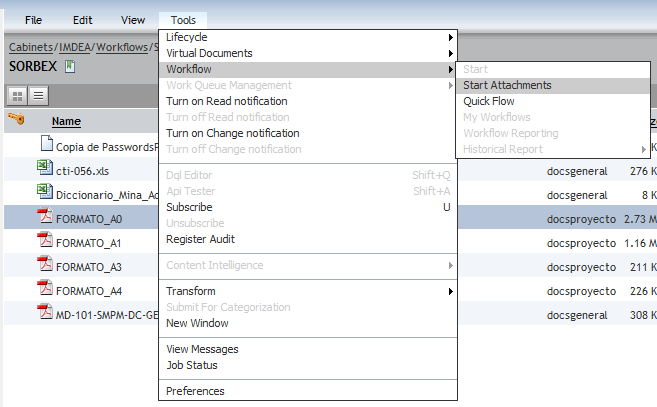 File Edit View Tools
Cabinets/IMDEA/Workflows/S
SORBEX
Name
Copia de PasswordsP
cti-056.xls docsgeneral 276 K
Diccionario_Mina_Ac docsgeneral 8 K
FORMATO_A0 docsproyecto 2.73 M
FORMATO_A1 docsproyecto 1.16 M
FORMATO_A3 docsproyecto 211 K
FORMATO_A4 docsproyecto 226 K
MD-101-SMPM-DC-GE docsgeneral 308 K
Lifecycle
Virtual Documents
Workflow
Work Queue Management
Turn on Read notification
Turn off Read notification
Turn on Change notification
Turn off Change notification
Dql Editor Shift+Q
Api Tester Shift+A
Subscribe U
Unsubscribe
Register Audit
Content Intelligence
Transform
Submit For Categorization
New Window
View Messages
Job Status
Preferences
Start
Start Attachments
Quick Flow
My Workflows
Workflow Reporting
Historical Report